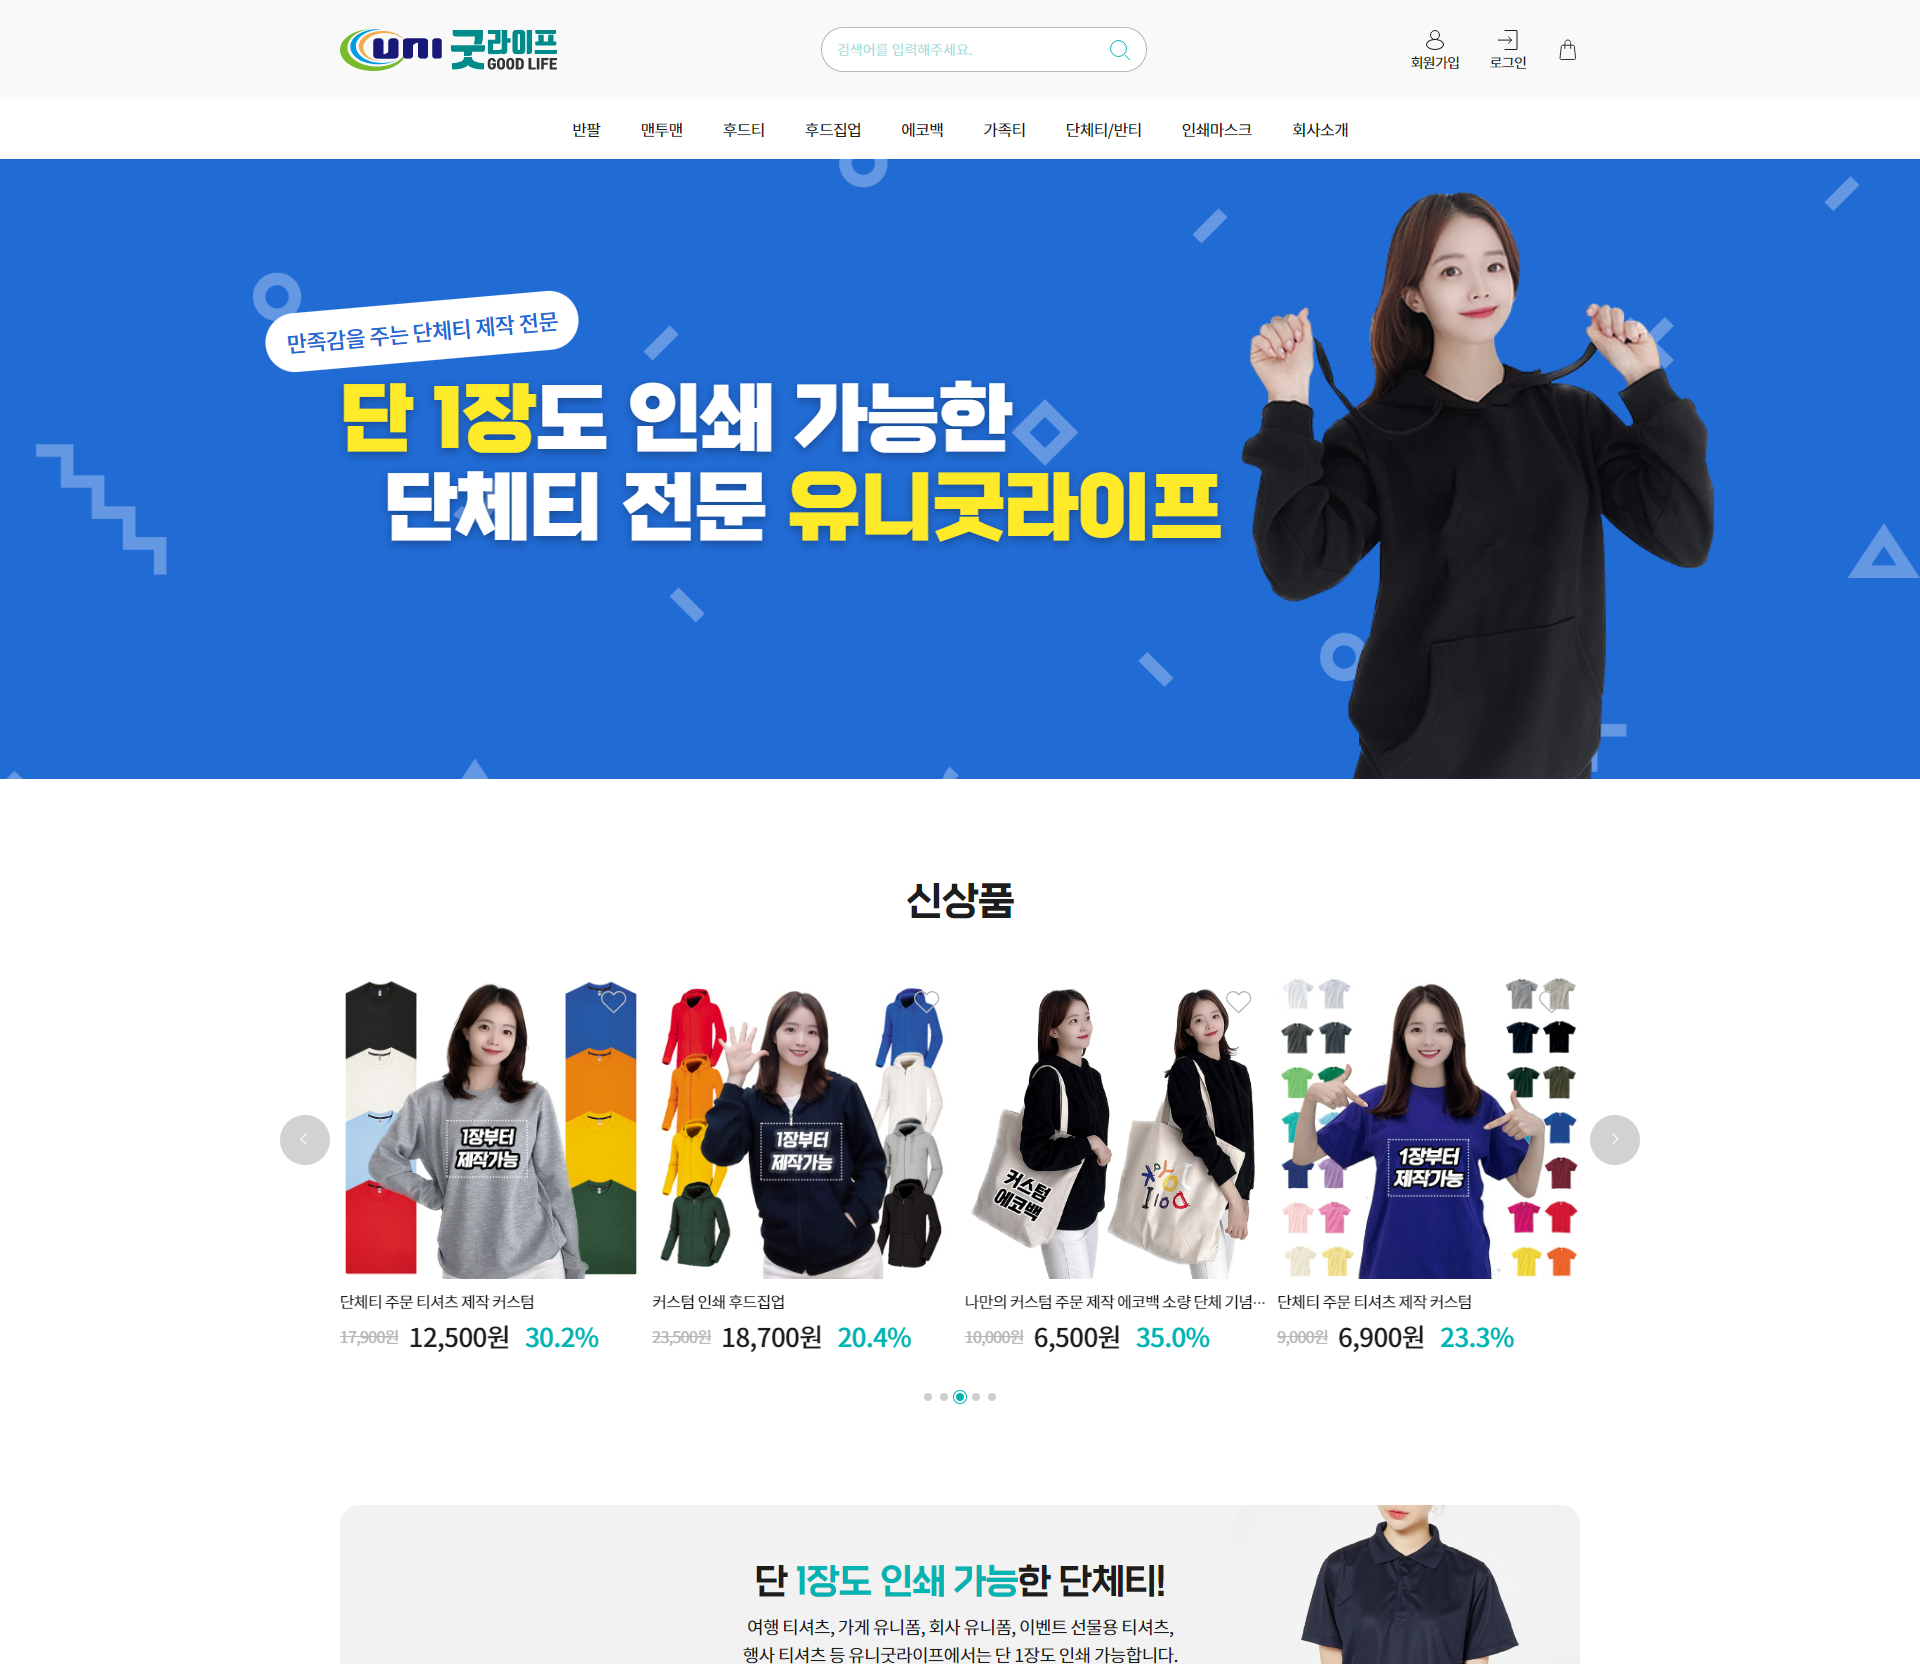 uni 굿라이프
GOOD LIFE
검색어를 입력해주세요.
회원가입
로그인
반팔
맨투맨
후드티
후드집업
에코백
가족티
단체티/반티
인쇄마스크
회사소개
만족감을 주는 단체티 제작 전문
단 1장도 인쇄 가능한
단체티 전문 유니굿라이프
신상품
1장부터
제작가능
1장부터
제작가능
커스텀
에코백
1장부터
제작가능
단체티 주문 티셔츠 제작 커스텀
17,900원 12,500원 30.2%
커스텀 인쇄 후드집업
23,500원 18,700원 20.4%
나만의 커스텀 주문 제작 에코백 소량 단체 기념…
10,000원 6,500원 35.0%
단체티 주문 티셔츠 제작 커스텀
9,000원 6,900원 23.3%
단 1장도 인쇄 가능한 단체티!
여행 티셔츠, 가게 유니폼, 회사 유니폼, 이벤트 선물용 티셔츠,
행사 티셔츠 등 유니굿라이프에서는 단 1장도 인쇄 가능합니다.